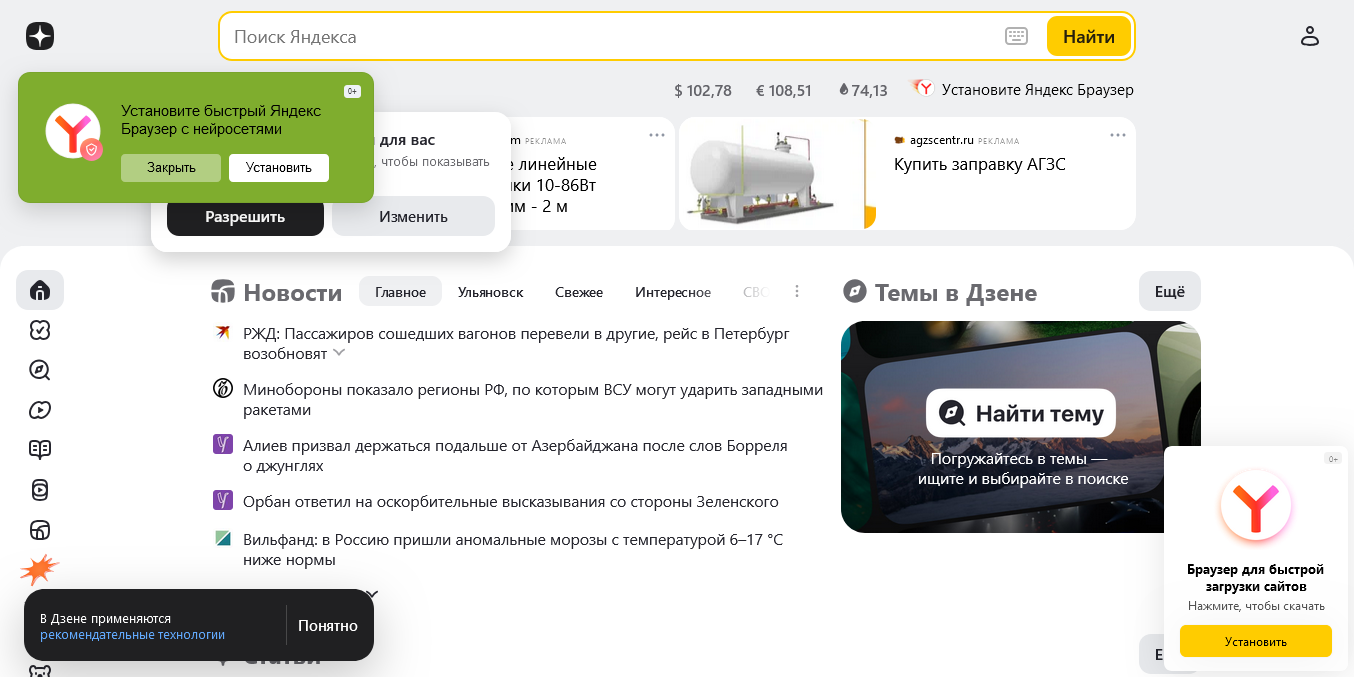 Поиск Яндекса
Найти
0+
Установите быстрый Яндекс
Браузер с нейросетями
Закрыть
Установить
$ 102,78
€ 108,51
74,13
Установите Яндекс Браузер
для вас
, чтобы показывать
Разрешить
Изменить
РЕКЛАМА
линейные
10-86Вт
- 2 м
agzscentr.ru РЕКЛАМА
Купить заправку АГЗС
Новости
Главное
Ульяновск
Свежее
Интересное
СВО
РЖД: Пассажиров сошедших вагонов перевели в другие, рейс в Петербург
возобновят
Минобороны показало регионы РФ, по которым ВСУ могут ударить западными
ракетами
Алиев призвал держаться подальше от Азербайджана после слов Борреля
о джунглях
Орбан ответил на оскорбительные высказывания со стороны Зеленского
Вильфанд: в Россию пришли аномальные морозы с температурой 6–17 °C
ниже нормы
Темы в Дзене
Ещё
Найти тему
Погружайтесь в темы —
ищите и выбирайте в поиске
0+
Браузер для быстрой
загрузки сайтов
Нажмите, чтобы скачать
Установить
В Дзене применяются
рекомендательные технологии
Понятно